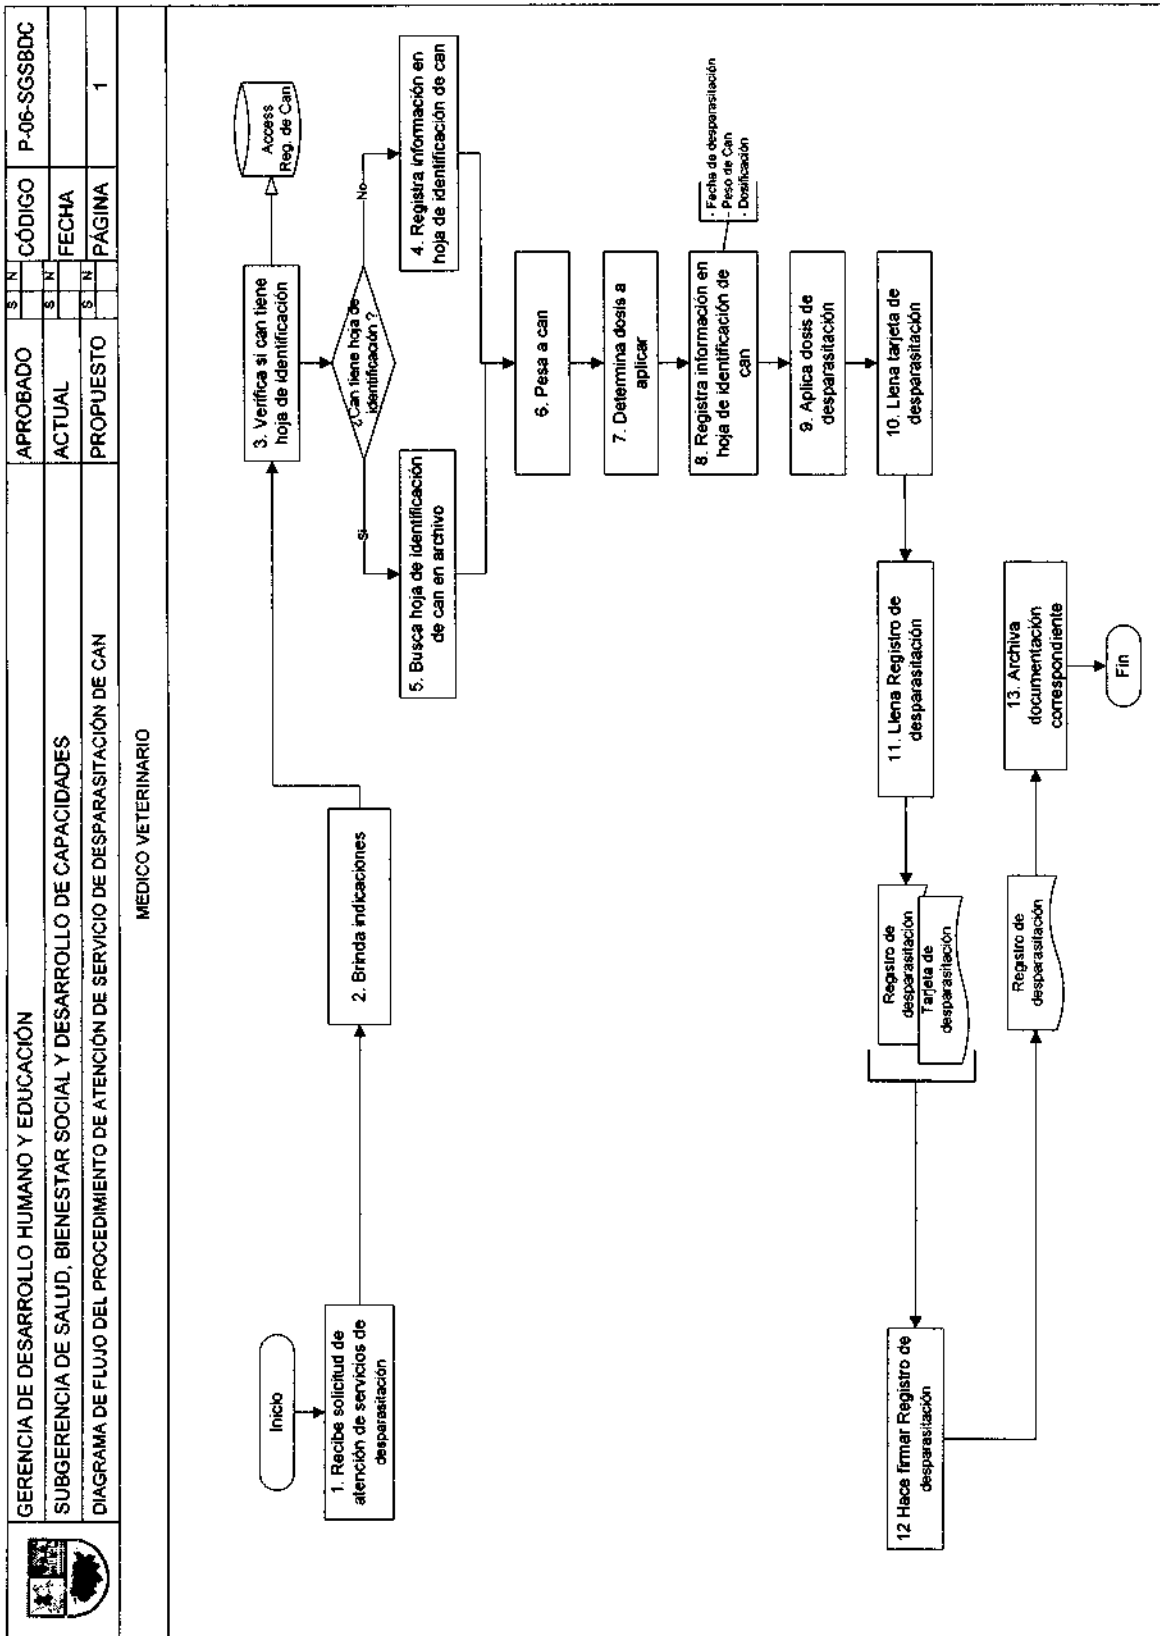 GERENCIA DE DESARROLLO HUMANO Y EDUCACIÓN
APROBADO
S N
CÓDIGO
P-06-SGSBDC
SUBGERENCIA DE SALUD, BIENESTAR SOCIAL Y DESARROLLO DE CAPACIDADES
ACTUAL
S N
FECHA
DIAGRAMA DE FLUJO DEL PROCEDIMIENTO DE ATENCIÓN DE SERVICIO DE DESPARASITACIÓN DE CAN
PROPUESTO
S N
PÁGINA
1
MÉDICO VETERINARIO
Inicio
1. Recibe solicitud de
atención de servicios de
desparasitación
2. Brinda indicaciones
3. Verifica si can tiene
hoja de identificación
Access
Reg. de Can
¿Can tiene hoja de
identificación ?
Si
No
5. Busca hoja de identificación
de can en archivo
4. Registra información en
hoja de identificación de can
6. Pesa a can
7. Determina dosis a
aplicar
8. Registra información en
hoja de identificación de
can
- Fecha de desparasitación
- Peso de Can
- Dosificación
9. Aplica dosis de
desparasitación
10. Llena tarjeta de
desparasitación
11. Llena Registro de
desparasitación
Registro de
desparasitación
Tarjeta de
desparasitación
12 Hace firmar Registro de
desparasitación
Registro de
desparasitación
13. Archiva
documentación
correspondiente
Fin